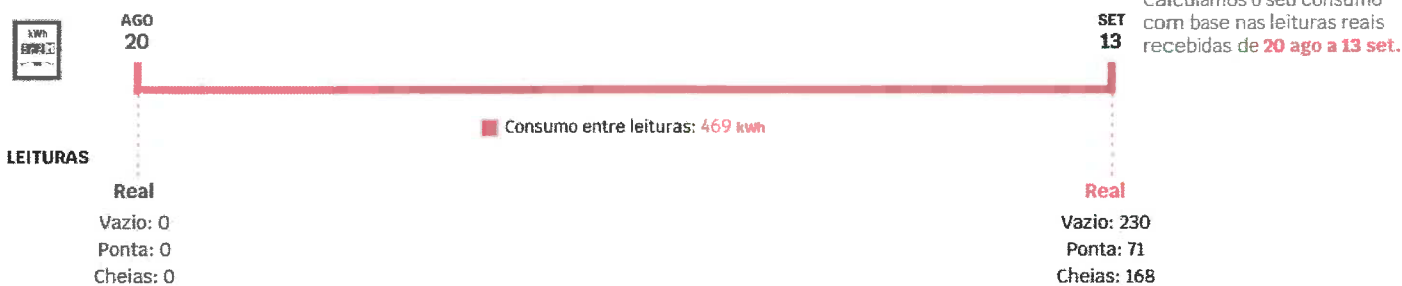 kWh
AGO
20
SET
13
Calculamos o seu consumo
com base nas leituras reais
recebidas de 20 ago a 13 set.
Consumo entre leituras: 469 kwh
LEITURAS
Real
Vazio: 0
Ponta: 0
Cheias: 0
Real
Vazio: 230
Ponta: 71
Cheias: 168